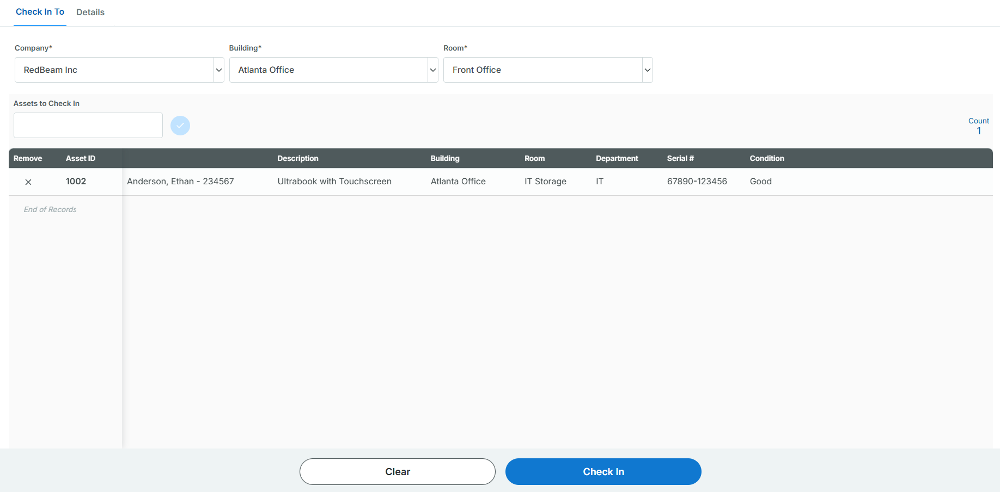 Check In To Details
Company* Building* Room*
RedBeam Inc Atlanta Office Front Office
Assets to Check In
Count
1
Remove Asset ID Description Building Room Department Serial # Condition
1002 Anderson, Ethan - 234567 Ultrabook with Touchscreen Atlanta Office IT Storage IT 67890-123456 Good
End of Records
Clear Check In